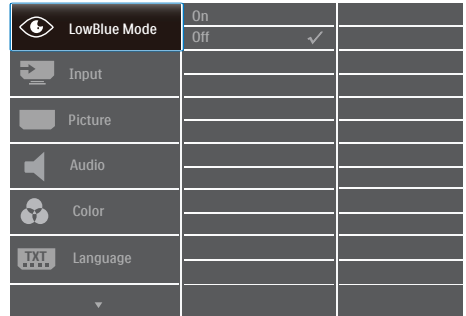 LowBlue Mode
On
Off
Input
Picture
Audio
Color
TXT
Language